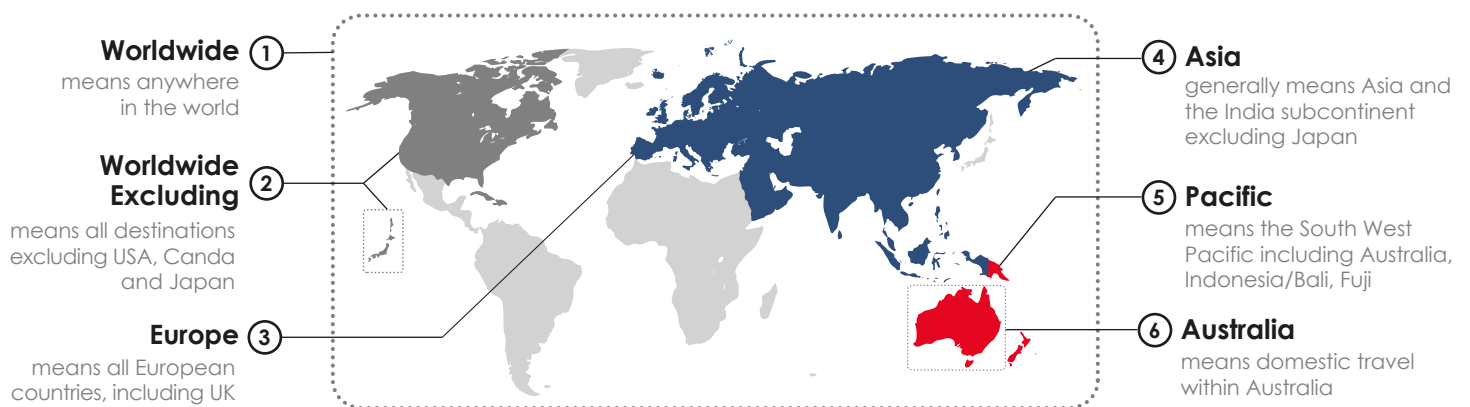 Worldwide 1
means anywhere
in the world
Worldwide
Excluding 2
means all destinations
excluding USA, Canda
and Japan
Europe 3
means all European
countries, including UK
4 Asia
generally means Asia and
the India subcontinent
excluding Japan
5 Pacific
means the South West
Pacific including Australia,
Indonesia/Bali, Fuji
6 Australia
means domestic travel
within Australia